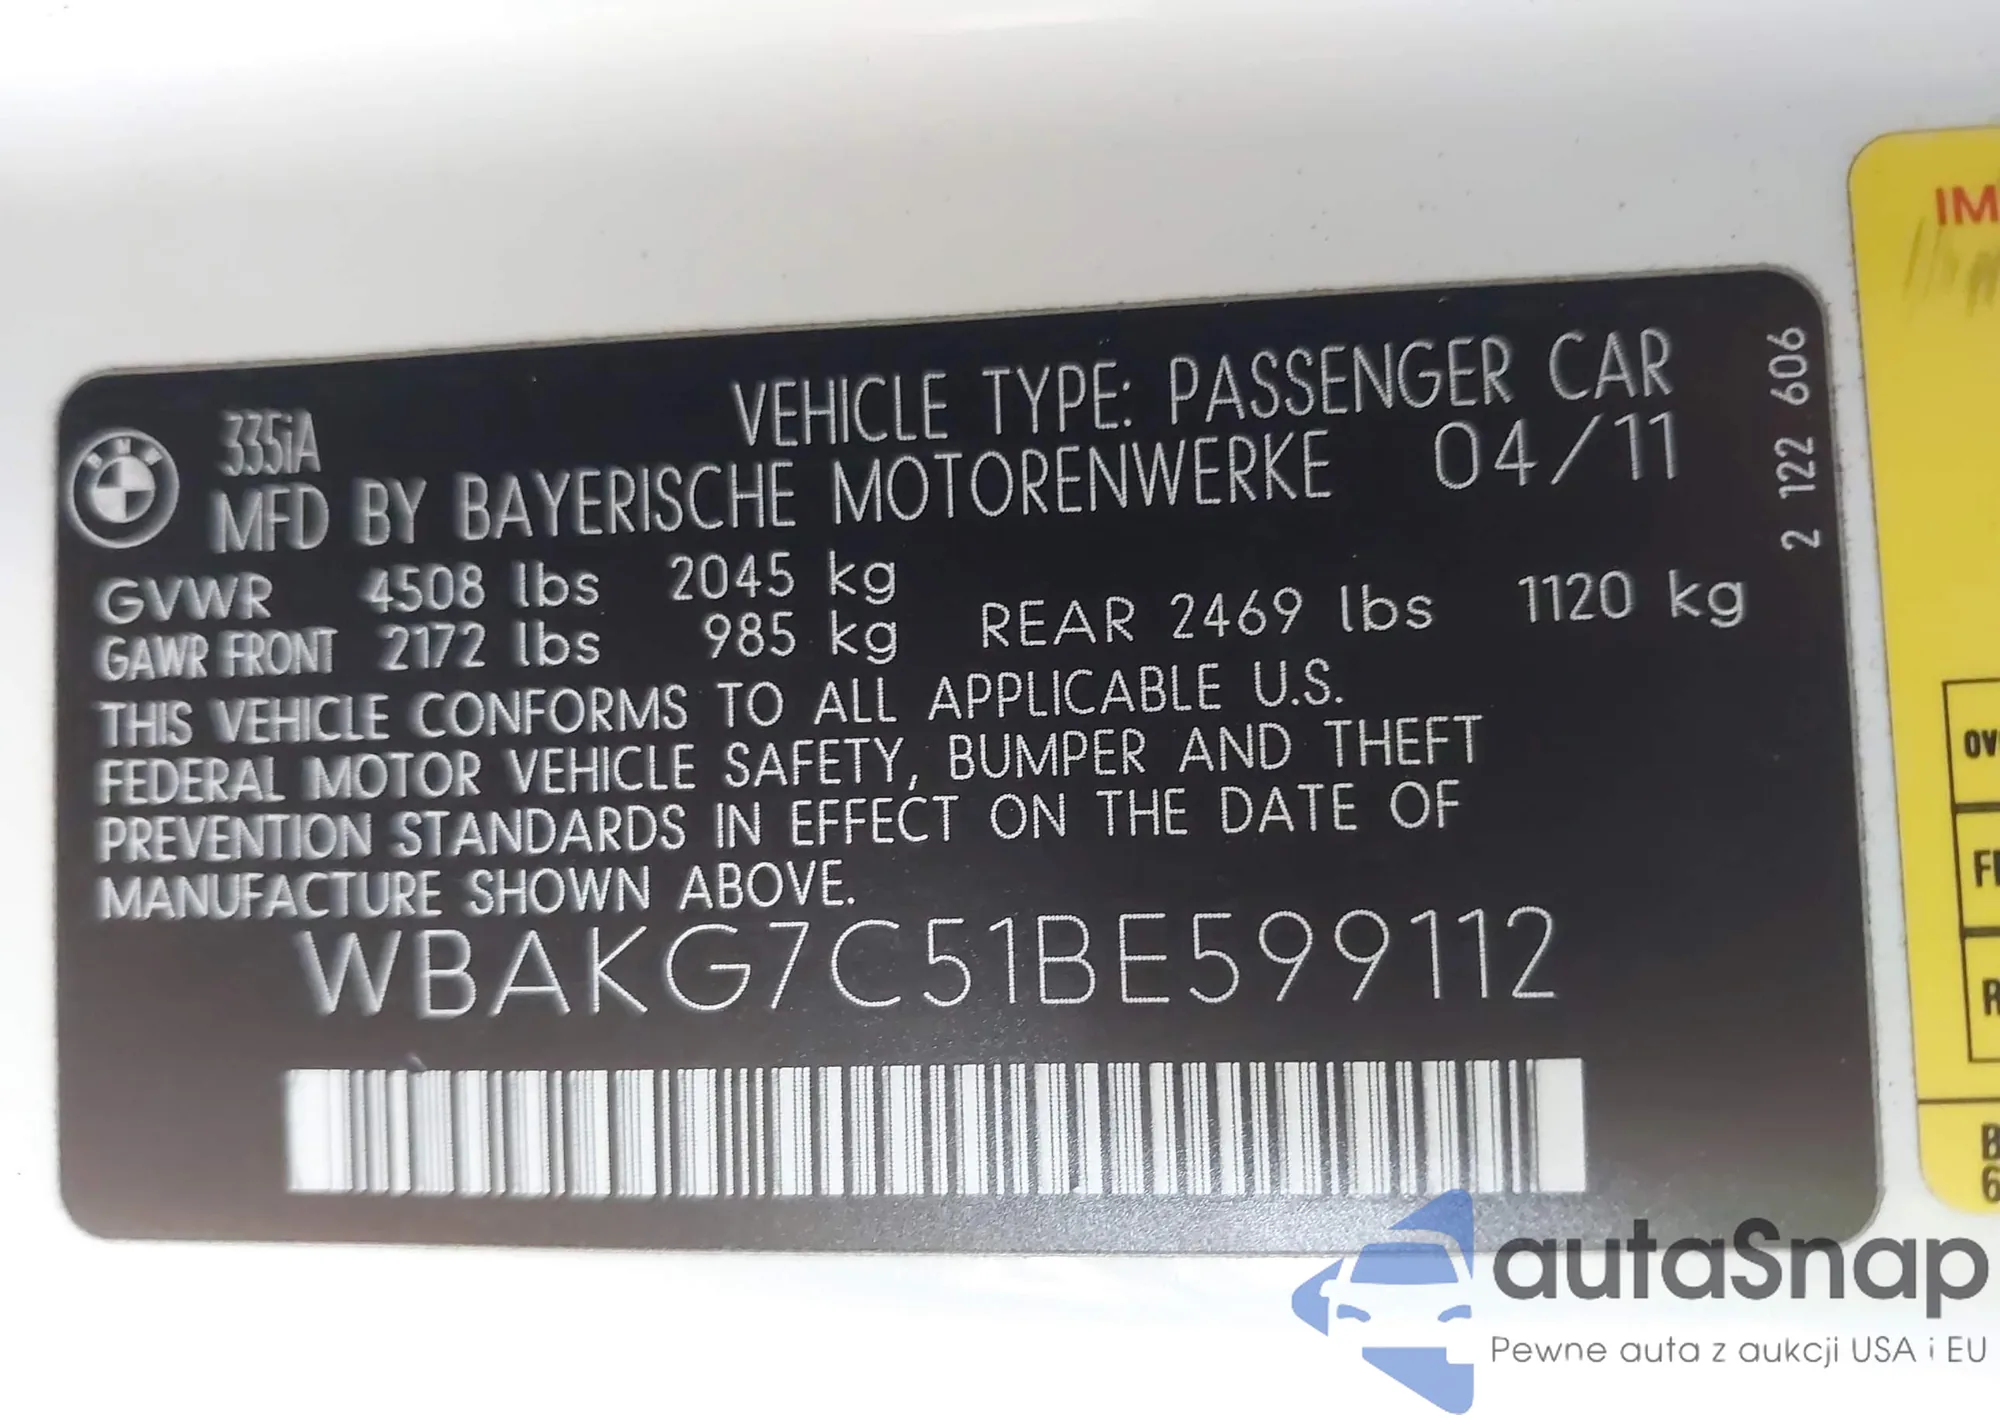 VEHICLE TYPE: PASSENGER CAR
335iA
MFD BY BAYERISCHE MOTORENWERKE 04/11
GVWR 4508 lbs 2045 kg
GAWR FRONT 2172 lbs 985 kg REAR 2469 lbs 1120 kg
THIS VEHICLE CONFORMS TO ALL APPLICABLE U.S.
FEDERAL MOTOR VEHICLE SAFETY, BUMPER AND THEFT
PREVENTION STANDARDS IN EFFECT ON THE DATE OF
MANUFACTURE SHOWN ABOVE.
WBAKG7C51BE599112
2 122 606
BMW
autaSnap
Pewne auta z aukcji USA i EU